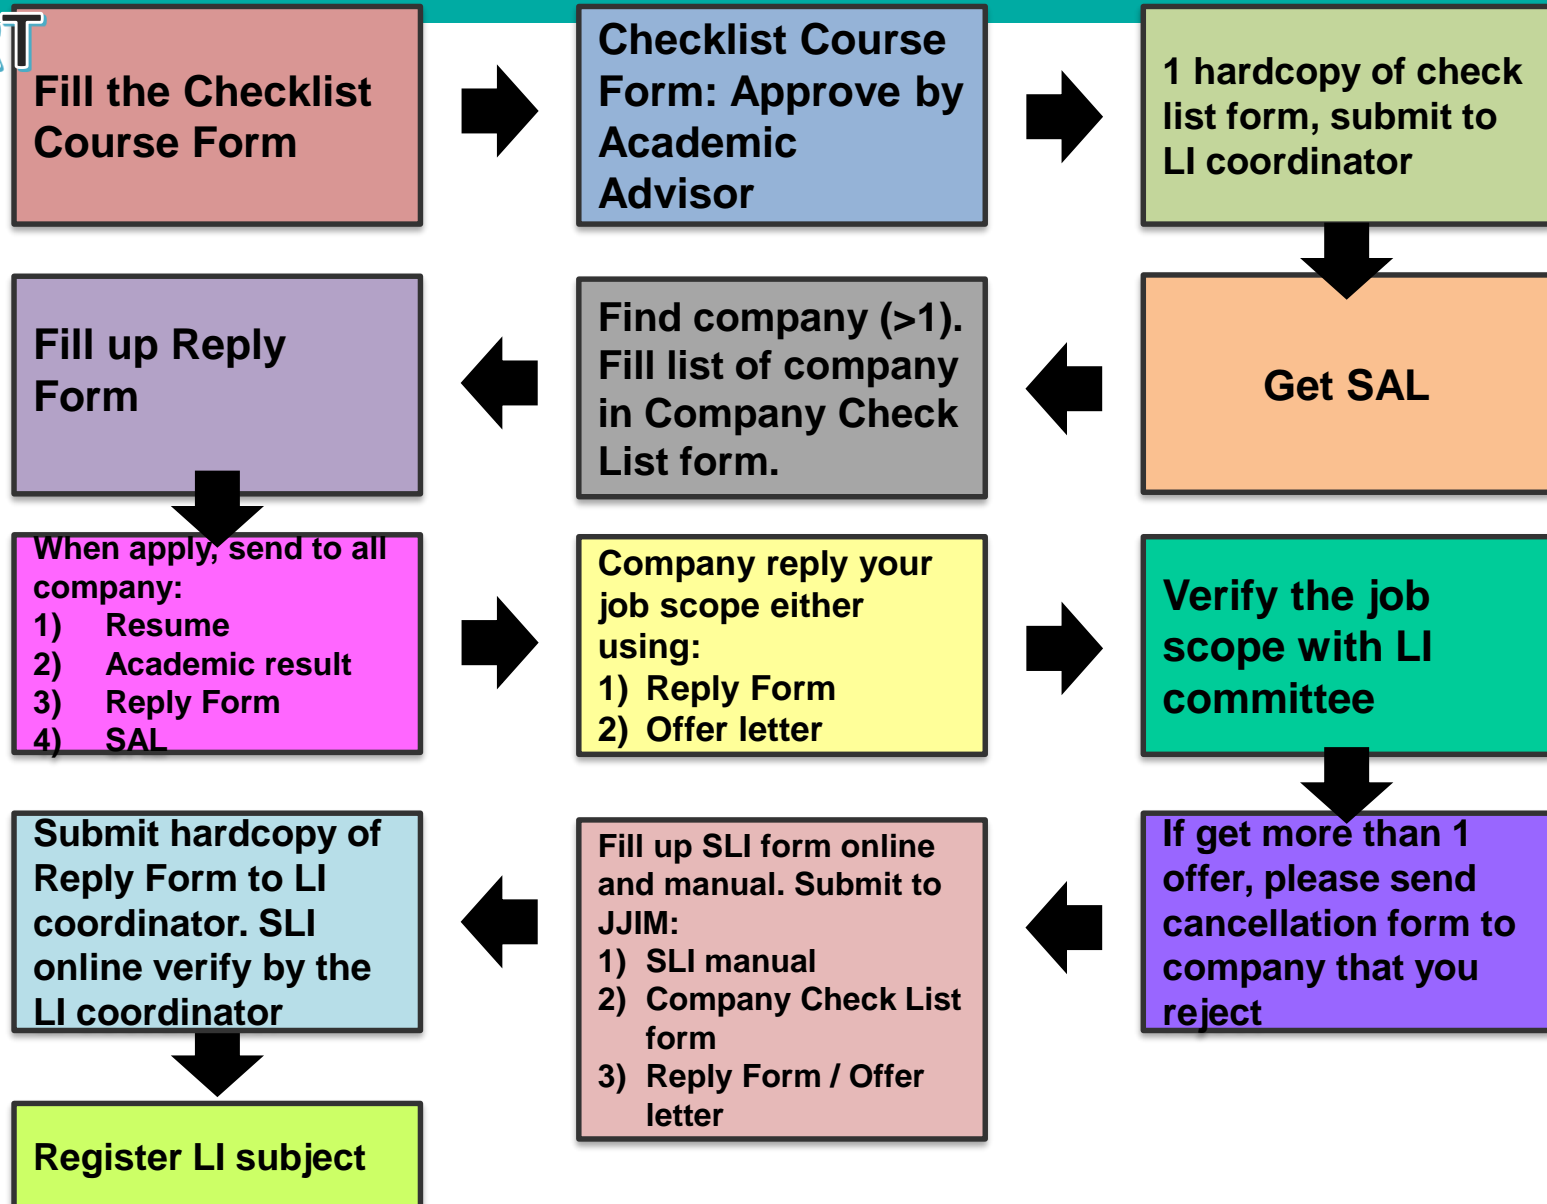 Fill the Checklist
Course Form
Checklist Course
Form: Approve by
Academic
Advisor
1 hardcopy of check
list form, submit to
LI coordinator
Get SAL
Find company (>1).
Fill list of company
in Company Check
List form.
Fill up Reply
Form
When apply, send to all
company:
1) Resume
2) Academic result
3) Reply Form
4) SAL
Company reply your
job scope either
using:
1) Reply Form
2) Offer letter
Verify the job
scope with LI
committee
If get more than 1
offer, please send
cancellation form to
company that you
reject
Fill up SLI form online
and manual. Submit to
JJIM:
1) SLI manual
2) Company Check List
form
3) Reply Form / Offer
letter
Submit hardcopy of
Reply Form to LI
coordinator. SLI
online verify by the
LI coordinator
Register LI subject